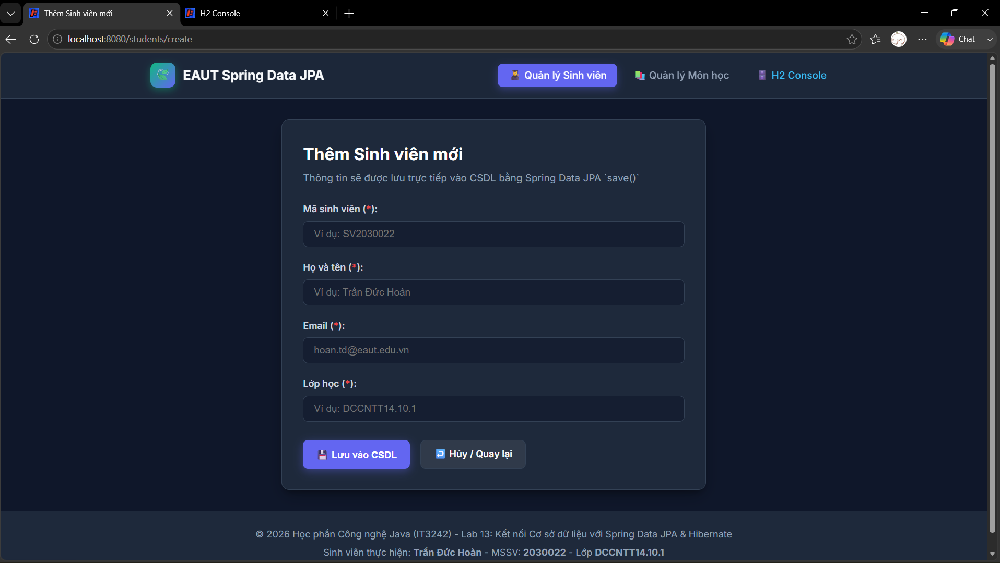 Thêm Sinh viên mới
H2 Console
localhost:8080/students/create
Chat
EAUT Spring Data JPA
Quản lý Sinh viên
Quản lý Môn học
H2 Console
Thêm Sinh viên mới
Thông tin sẽ được lưu trực tiếp vào CSDL bằng Spring Data JPA `save()`
Mã sinh viên (*):
Ví dụ: SV2030022
Họ và tên (*):
Ví dụ: Trần Đức Hoàn
Email (*):
hoan.td@eaut.edu.vn
Lớp học (*):
Ví dụ: DCCNTT14.10.1
Lưu vào CSDL
Hủy / Quay lại
© 2026 Học phần Công nghệ Java (IT3242) - Lab 13: Kết nối Cơ sở dữ liệu với Spring Data JPA & Hibernate
Sinh viên thực hiện: Trần Đức Hoàn - MSSV: 2030022 - Lớp DCCNTT14.10.1